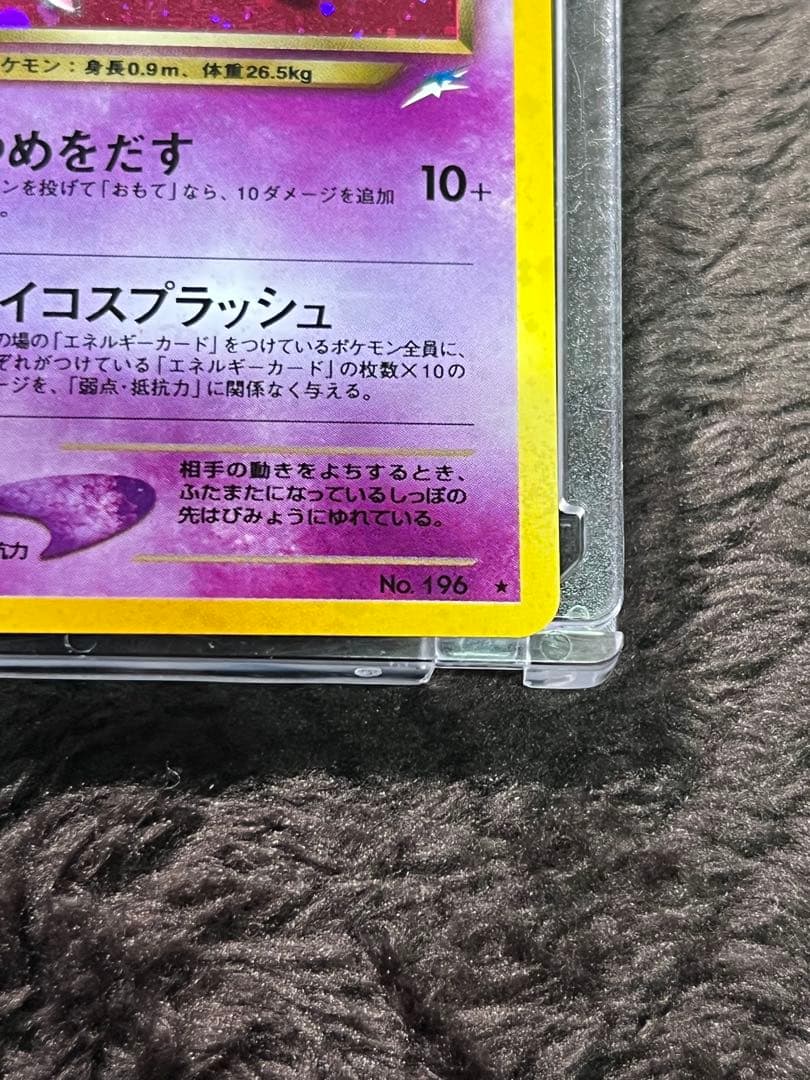 ケモン：身長0.9m、体重26.5kg
つめをだす
10+
ンを投げて「おもて」なら、10ダメージを追加
。
イコスプラッシュ
の場の「エネルギーカード」をつけているポケモン全員に、
ぞれがつけている「エネルギーカード」の枚数×10の
ージを、「弱点・抵抗力」に関係なく与える。
相手の動きをよちするとき、
ふたまたになっているしっぽの
先はびみょうにゆれている。
抗力
No. 196 ★